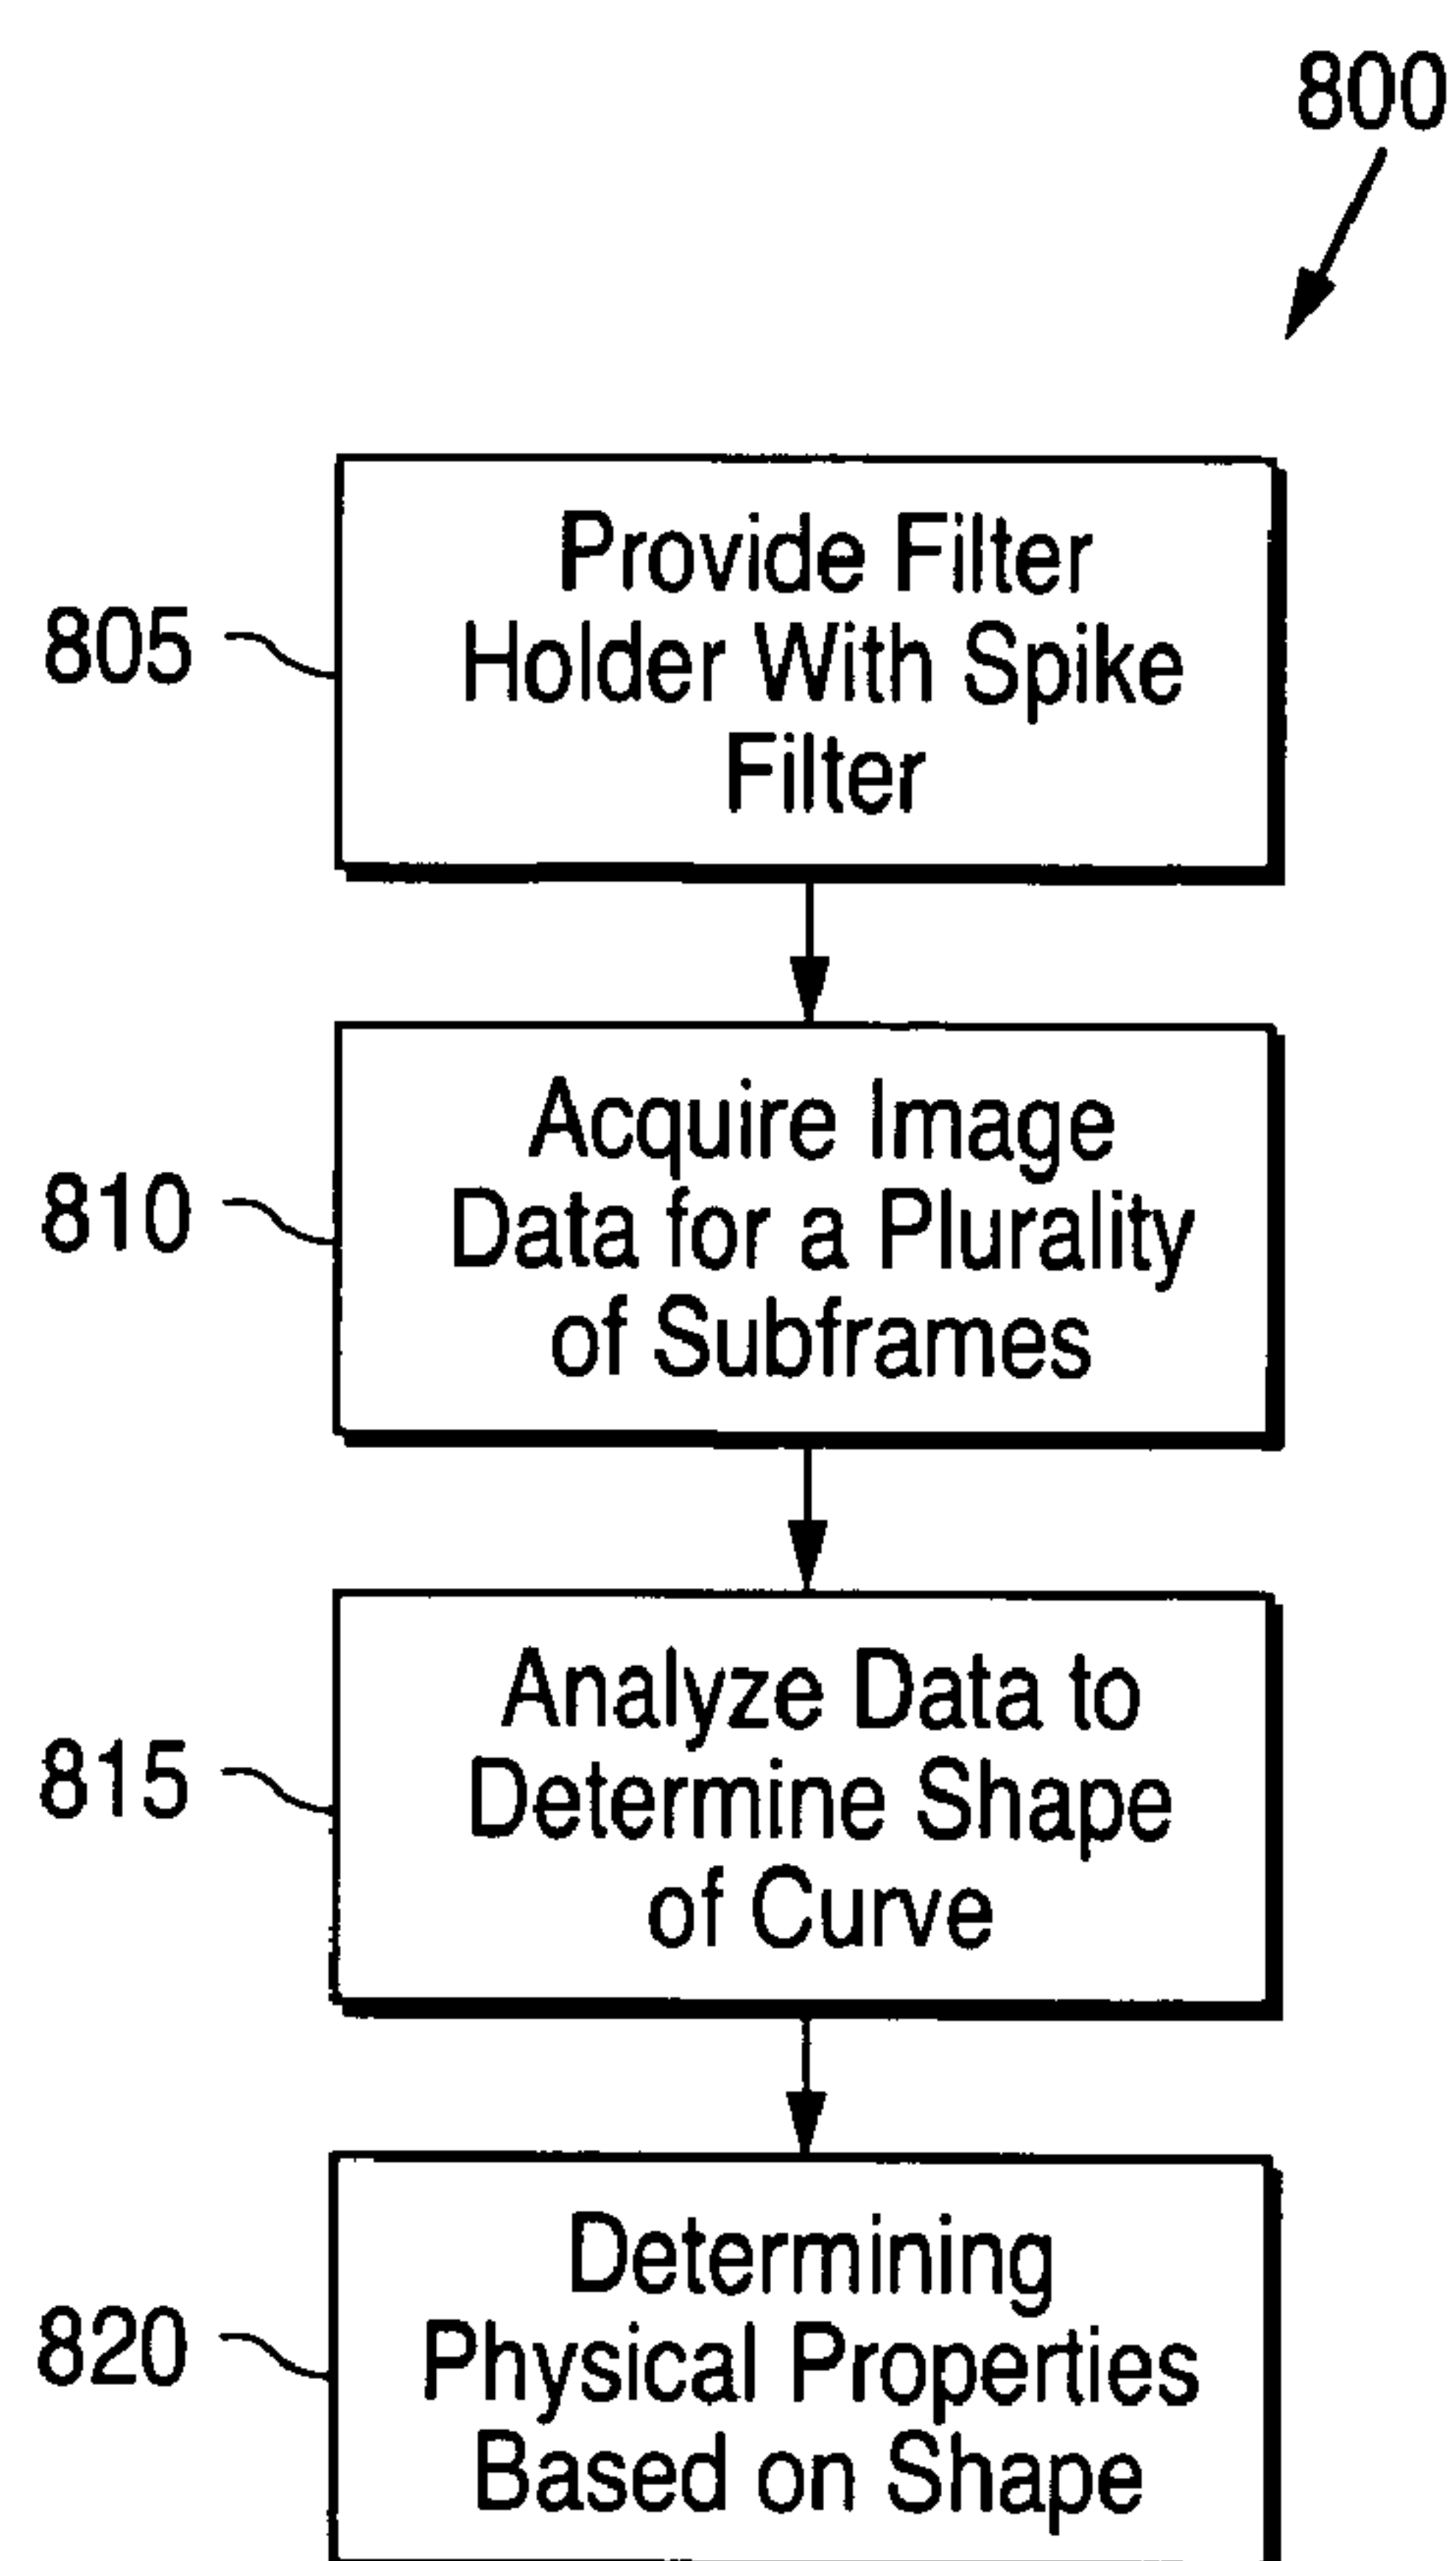 800
805
Provide Filter
Holder With Spike
Filter
810
Acquire Image
Data for a Plurality
of Subframes
815
Analyze Data to
Determine Shape
of Curve
820
Determining
Physical Properties
Based on Shape